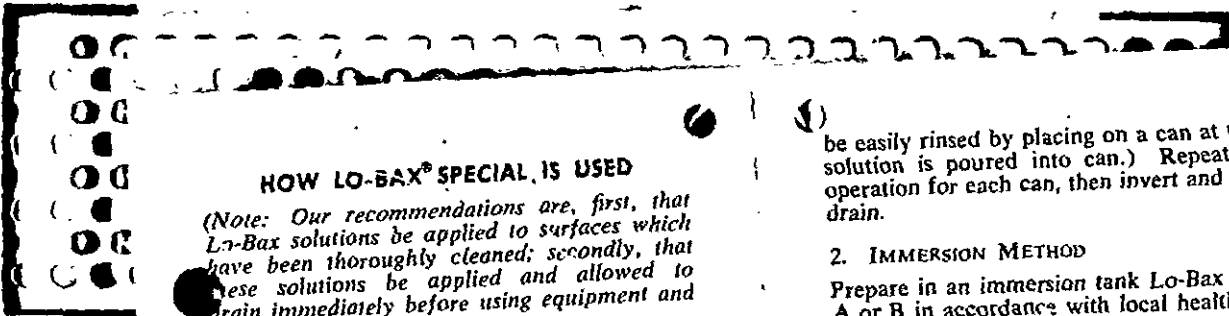 HOW LO-BAX® SPECIAL IS USED
(Note: Our recommendations are, first, that
Lo-Bax solutions be applied to surfaces which
have been thoroughly cleaned; secondly, that
these solutions be applied and allowed to
drain immediately before using equipment and
be easily rinsed by placing on a can at
solution is poured into can.) Repeat
operation for each can, then invert and
drain.
2. IMMERSION METHOD
Prepare in an immersion tank Lo-Bax
A or B in accordance with local health